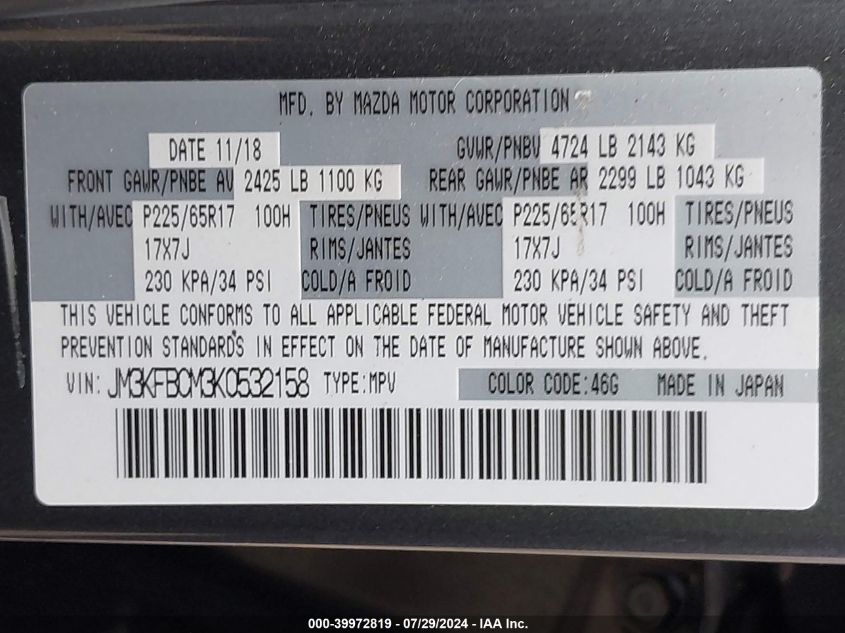 MFD. BY MAZDA MOTOR CORPORATION
DATE 11/18 GVWR/PNBV 4724 LB 2143 KG
FRONT GAWR/PNBE AV 2425 LB 1100 KG REAR GAWR/PNBE AR 2299 LB 1043 KG
WITH/AVEC P225/65R17 100H TIRES/PNEUS WITH/AVEC P225/65R17 100H TIRES/PNEUS
17X7J RIMS/JANTES 17X7J RIMS/JANTES
230 KPA/34 PSI COLD/A FROID 230 KPA/34 PSI COLD/A FROID
THIS VEHICLE CONFORMS TO ALL APPLICABLE FEDERAL MOTOR VEHICLE SAFETY AND THEFT
PREVENTION STANDARDS IN EFFECT ON THE DATE OF MANUFACTURE SHOWN ABOVE.
VIN: JM3KFBCM3K0532158 TYPE:MPV COLOR CODE:46G MADE IN JAPAN
000-39972819 - 07/29/2024 - IAA Inc.